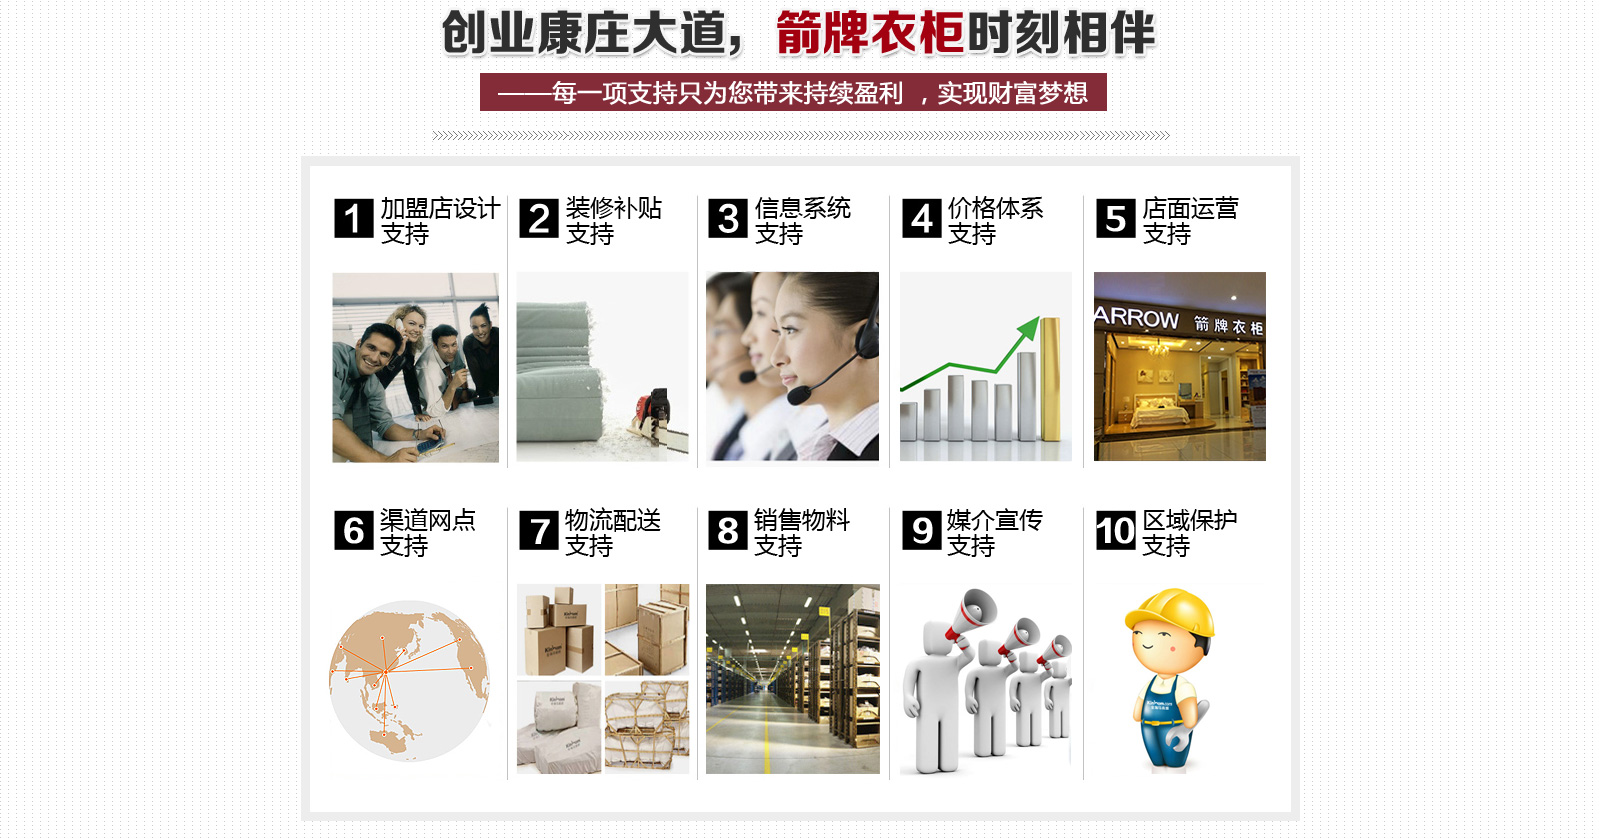 创业康庄大道，箭牌衣柜时刻相伴
——每一项支持只为您带来持续盈利 ，实现财富梦想
1 加盟店设计
支持
2 装修补贴
支持
3 信息系统
支持
4 价格体系
支持
5 店面运营
支持
ARROW 箭牌衣柜
6 渠道网点
支持
7 物流配送
支持
8 销售物料
支持
9 媒介宣传
支持
10 区域保护
支持